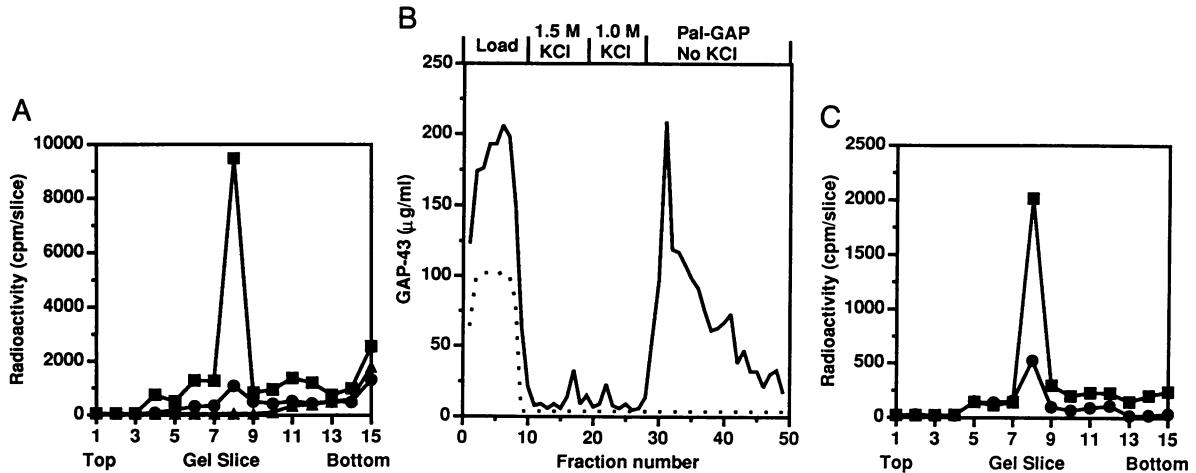 A
Radioactivity (cpm/slice)
10000
8000
6000
4000
2000
0
1 3 5 7 9 11 13 15
Top Gel Slice Bottom
B
Load
1.5 M
KCl
1.0 M
KCl
Pal-GAP
No KCl
GAP-43 (μg/ml)
250
200
150
100
50
0
0 10 20 30 40 50
Fraction number
C
Radioactivity (cpm/slice)
2500
2000
1500
1000
500
0
1 3 5 7 9 11 13 15
Top Gel Slice Bottom